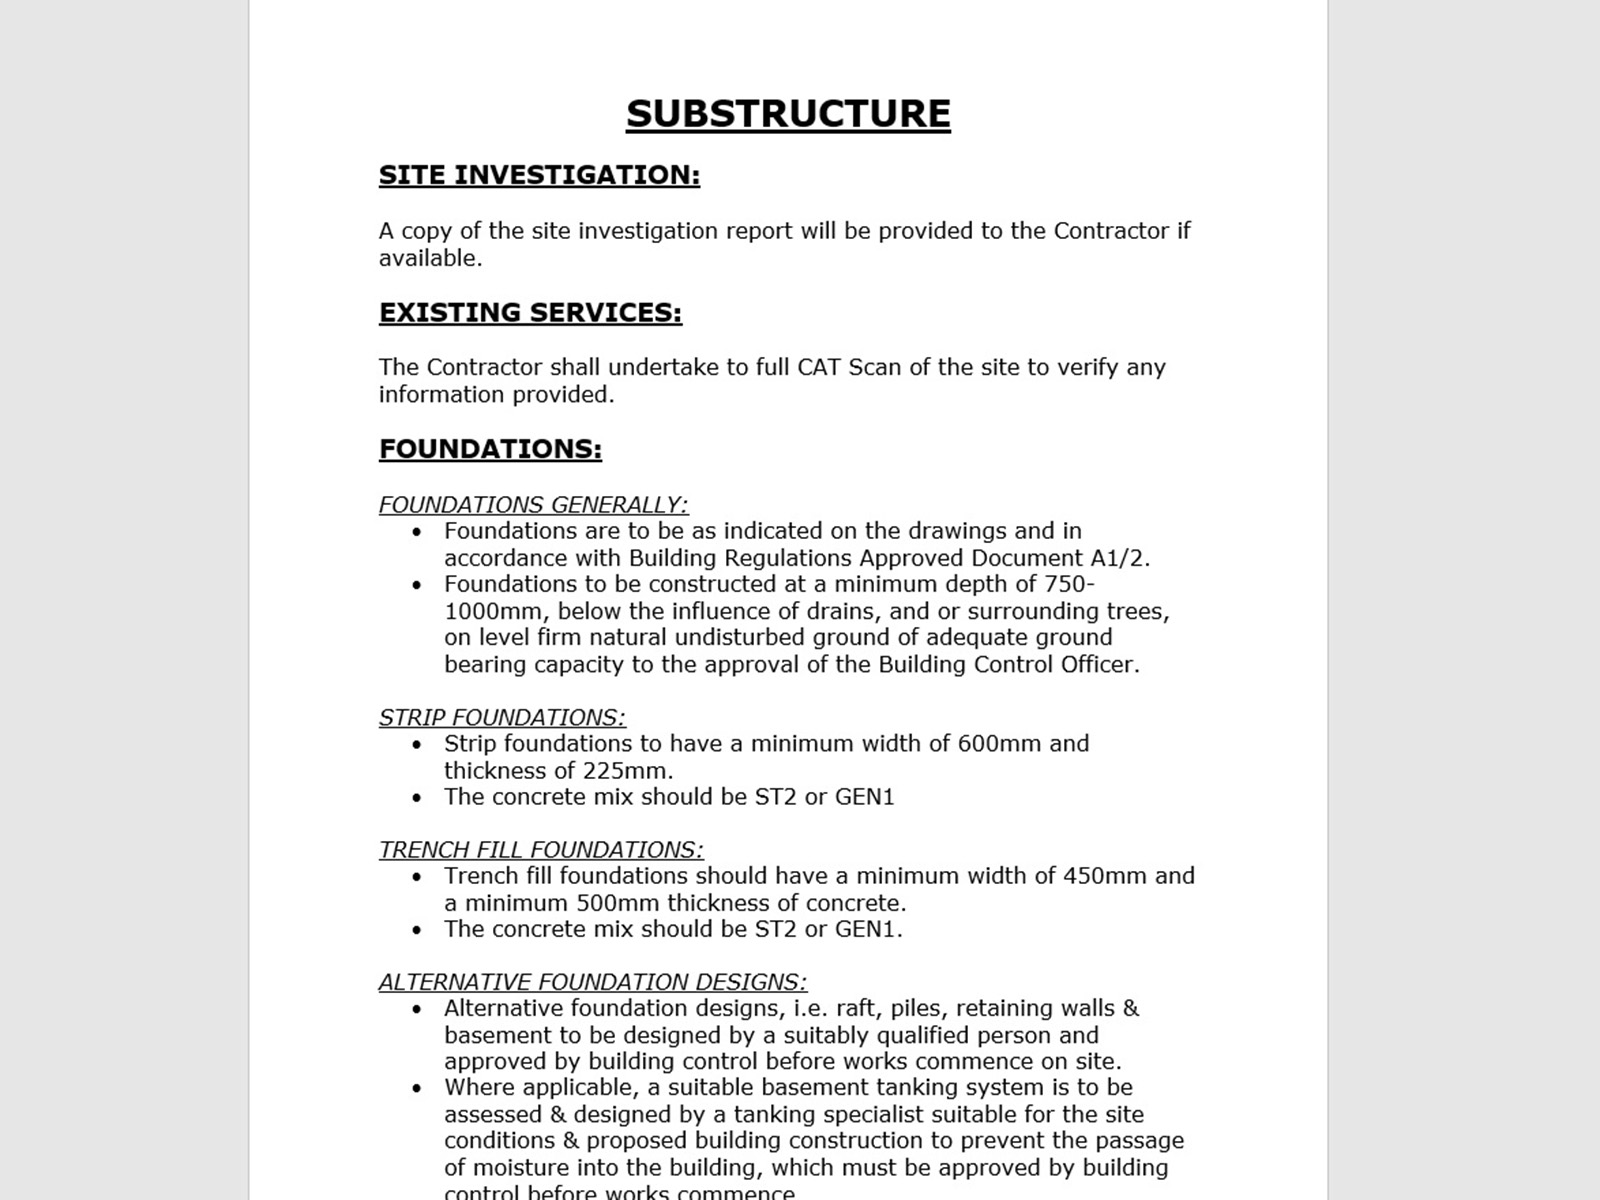 SUBSTRUCTURE
SITE INVESTIGATION:
A copy of the site investigation report will be provided to the Contractor if
available.
EXISTING SERVICES:
The Contractor shall undertake to full CAT Scan of the site to verify any
information provided.
FOUNDATIONS:
FOUNDATIONS GENERALLY:
• Foundations are to be as indicated on the drawings and in
accordance with Building Regulations Approved Document A1/2.
• Foundations to be constructed at a minimum depth of 750-
1000mm, below the influence of drains, and or surrounding trees,
on level firm natural undisturbed ground of adequate ground
bearing capacity to the approval of the Building Control Officer.
STRIP FOUNDATIONS:
• Strip foundations to have a minimum width of 600mm and
thickness of 225mm.
• The concrete mix should be ST2 or GEN1
TRENCH FILL FOUNDATIONS:
• Trench fill foundations should have a minimum width of 450mm and
a minimum 500mm thickness of concrete.
• The concrete mix should be ST2 or GEN1.
ALTERNATIVE FOUNDATION DESIGNS:
• Alternative foundation designs, i.e. raft, piles, retaining walls &
basement to be designed by a suitably qualified person and
approved by building control before works commence on site.
• Where applicable, a suitable basement tanking system is to be
assessed & designed by a tanking specialist suitable for the site
conditions & proposed building construction to prevent the passage
of moisture into the building, which must be approved by building
control before works commence